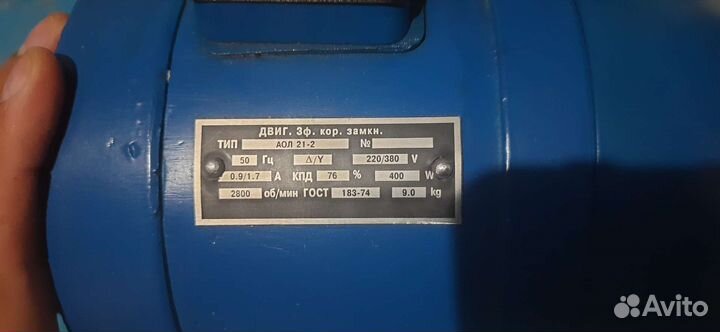 ДВИГ. 3ф. кор. замкн.
ТИП АОЛ 21-2 №
50 Гц Δ/Y 220/380 V
0.9/1.7 А КПД 76 % 400 W
2800 об/мин ГОСТ 183-74 9.0 kg
Avito